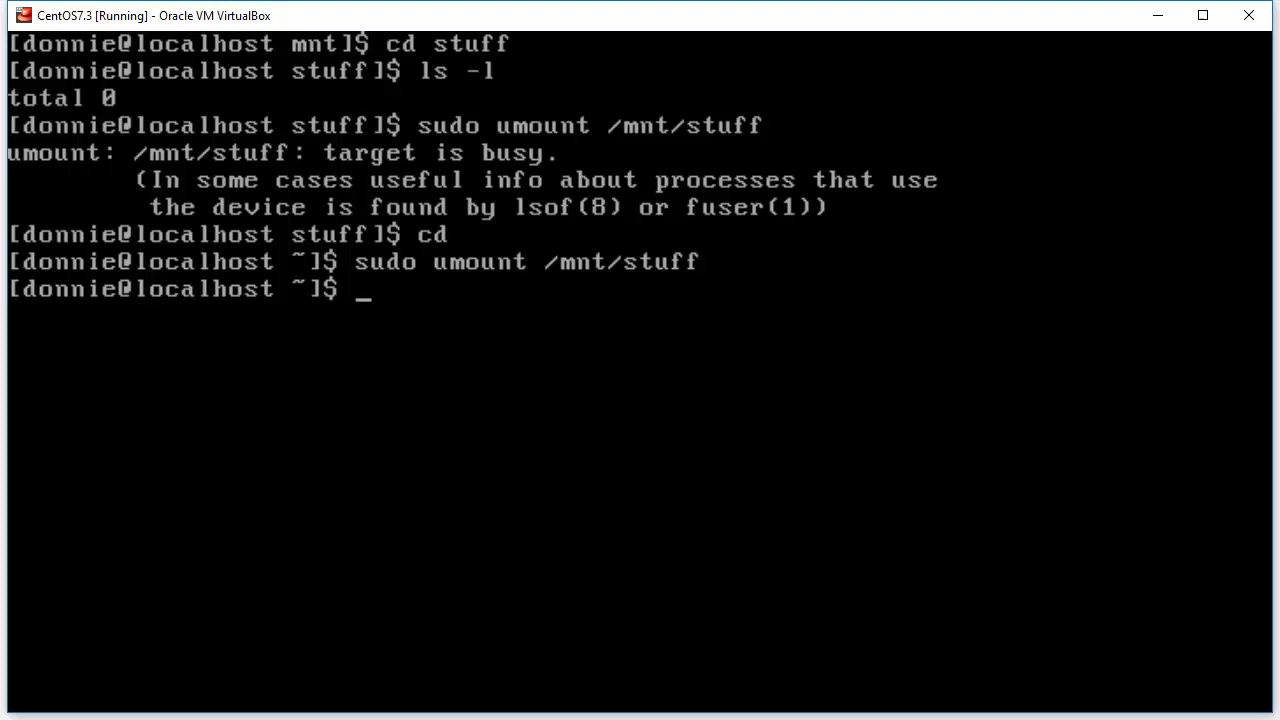 CentOS7.3 [Running] - Oracle VM VirtualBox
[donnie@localhost mnt]$ cd stuff
[donnie@localhost stuff]$ ls -l
total 0
[donnie@localhost stuff]$ sudo umount /mnt/stuff
umount: /mnt/stuff: target is busy.
        (In some cases useful info about processes that use
         the device is found by lsof(8) or fuser(1))
[donnie@localhost stuff]$ cd
[donnie@localhost ~]$ sudo umount /mnt/stuff
[donnie@localhost ~]$ _